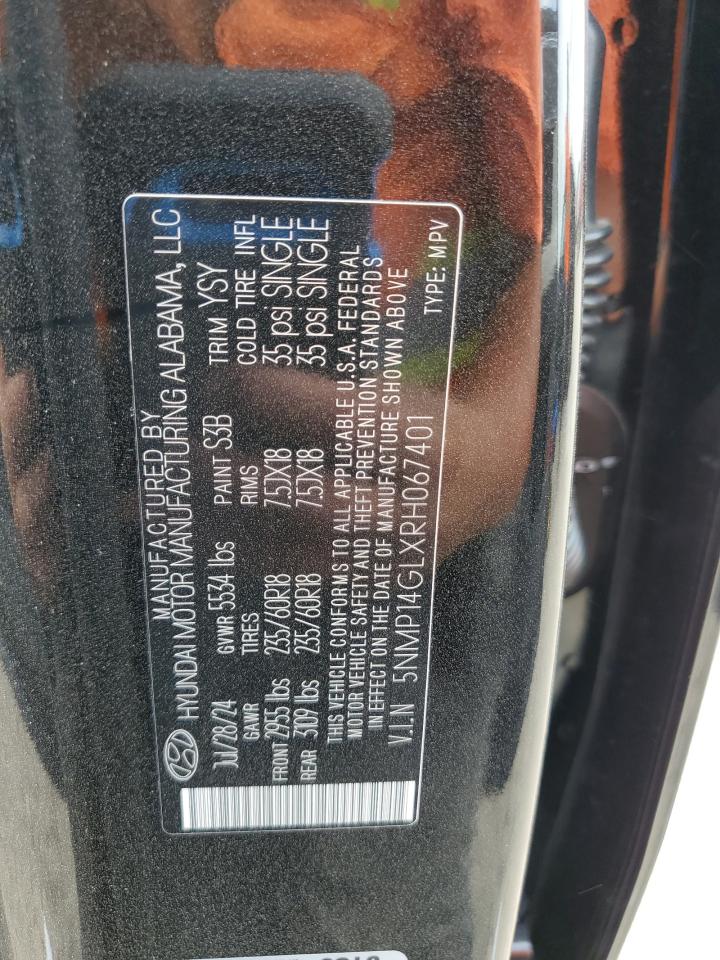 MANUFACTURED BY
HYUNDAI MOTOR MANUFACTURING ALABAMA, LLC
JUL/28/24 GVWR 5534 lbs PAINT S3B TRIM YSY
GAWR TIRES RIMS COLD TIRE INFL
FRONT 2955 lbs 235/60R18 7.5JX18 35 psi SINGLE
REAR 3109 lbs 235/60R18 7.5JX18 35 psi SINGLE
THIS VEHICLE CONFORMS TO ALL APPLICABLE U.S.A. FEDERAL
MOTOR VEHICLE SAFETY AND THEFT PREVENTION STANDARDS
IN EFFECT ON THE DATE OF MANUFACTURE SHOWN ABOVE
V.I.N 5NMP14GLXRH067401
TYPE: MPV